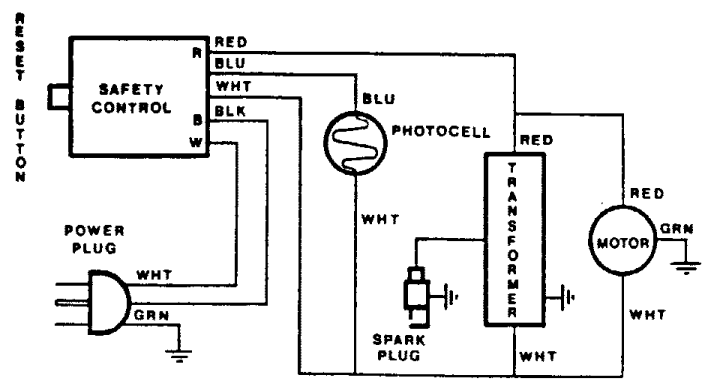 RESET BUTTON
SAFETY
CONTROL
R
B
W
RED
BLU
WHT
BLK
BLU
PHOTOCELL
WHT
RED
TRANSFORMER
WHT
RED
GRN
MOTOR
WHT
SPARK
PLUG
POWER
PLUG
WHT
GRN